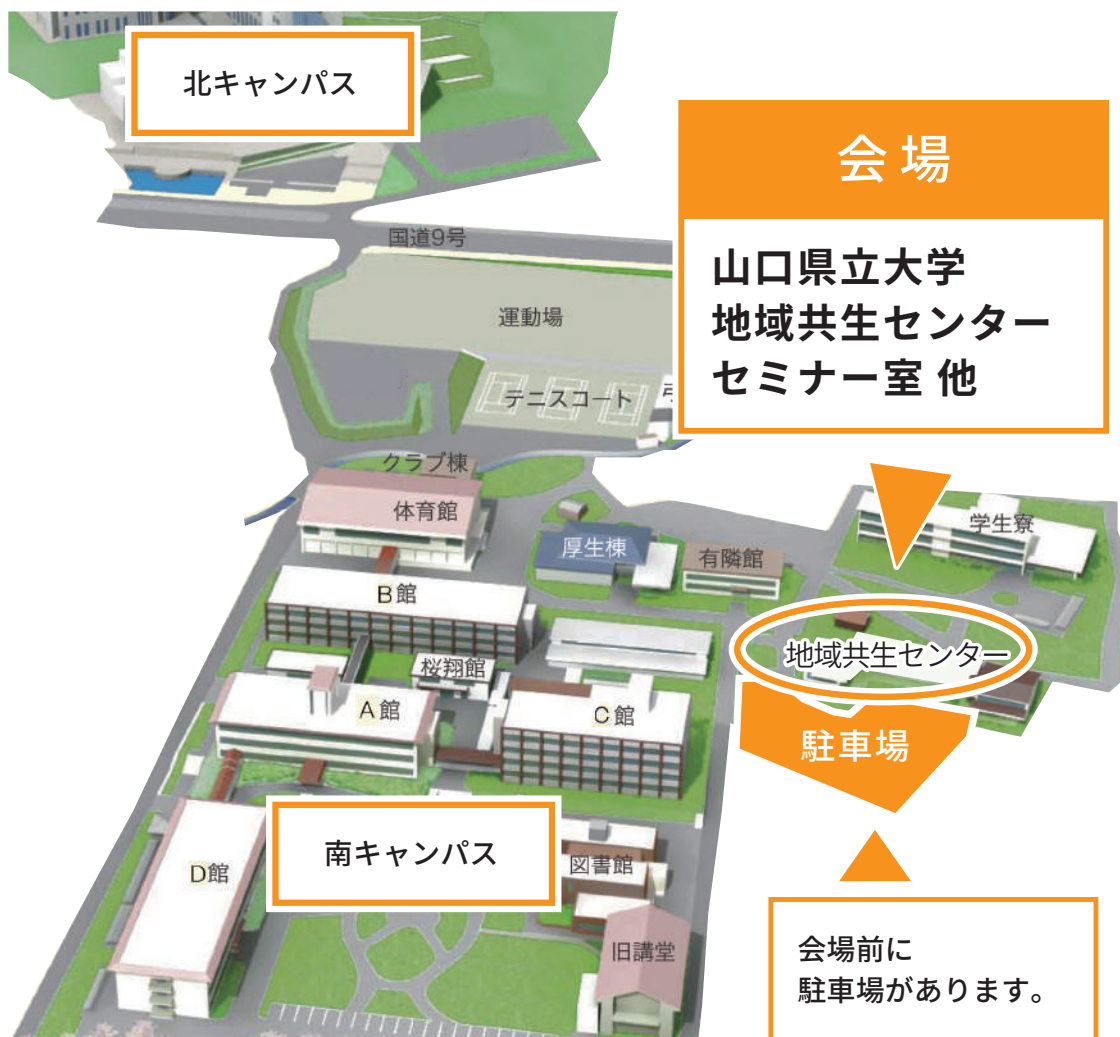 北キャンパス
会場
山口県立大学
地域共生センター
セミナー室 他
国道9号
運動場
テニスコート
クラブ棟
体育館
厚生棟
有隣館
学生寮
B館
桜翔館
地域共生センター
A館
C館
駐車場
南キャンパス
D館
図書館
旧講堂
会場前に
駐車場があります。